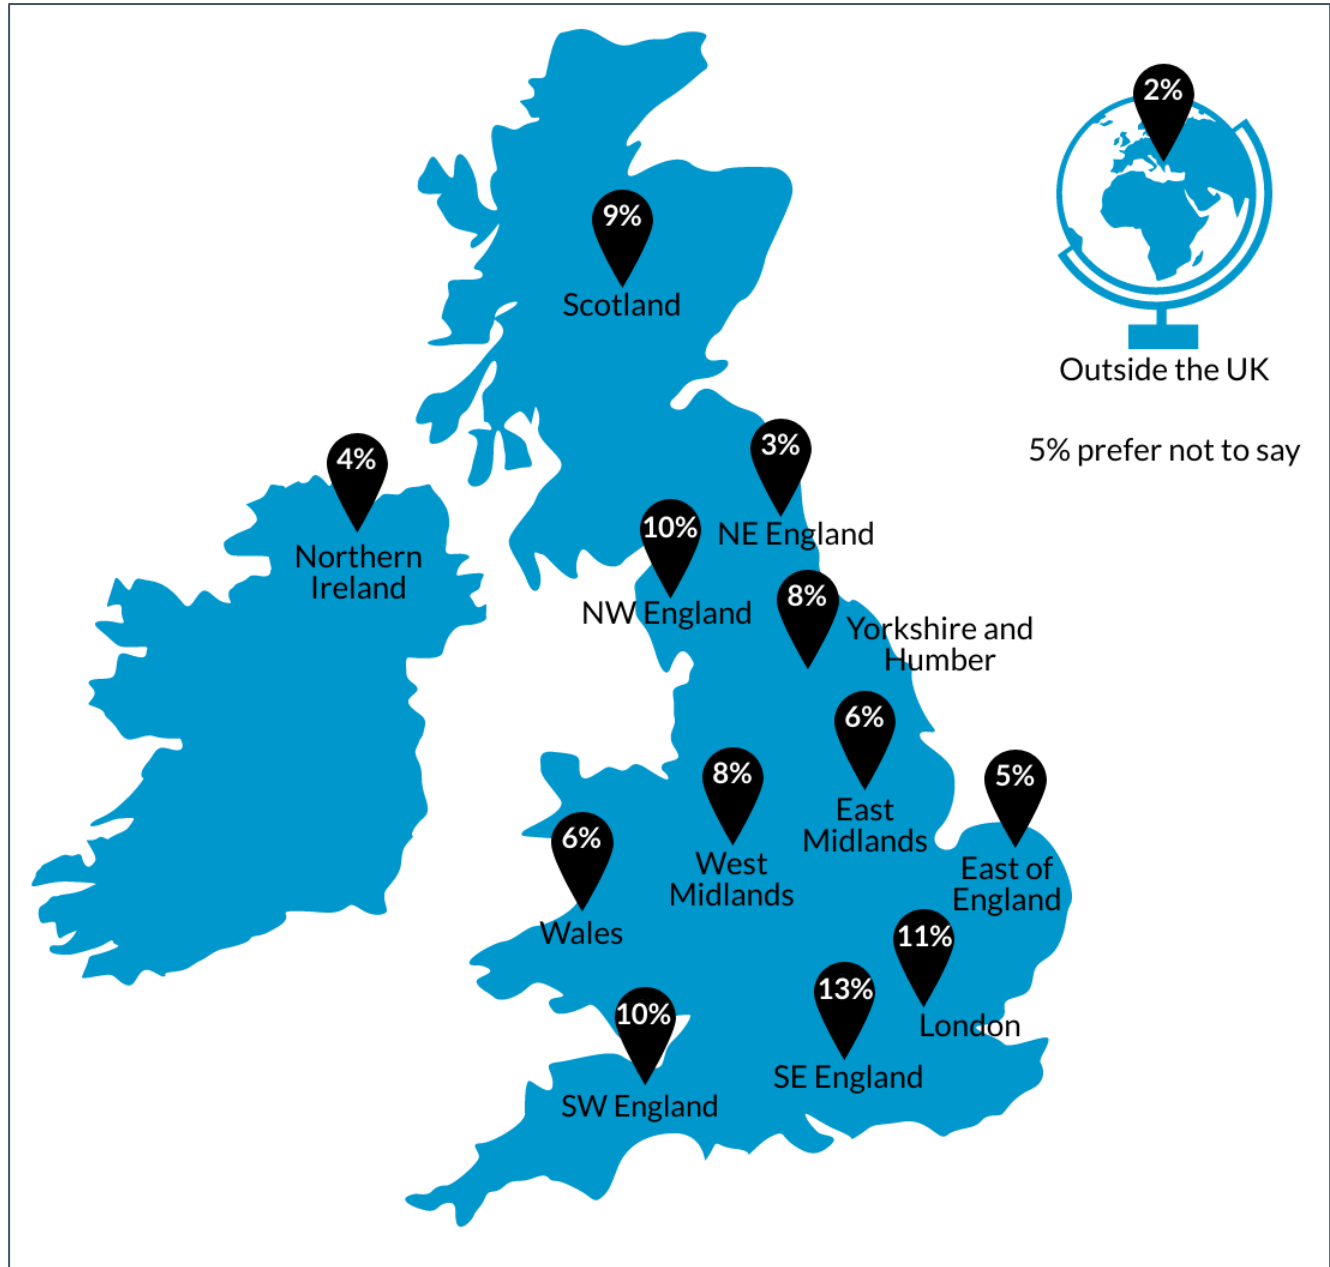 2%
Outside the UK
5% prefer not to say
9%
Scotland
4%
Northern
Ireland
3%
NE England
10%
NW England
8%
Yorkshire and
Humber
6%
East
Midlands
8%
West
Midlands
5%
East of
England
6%
Wales
11%
London
13%
SE England
10%
SW England